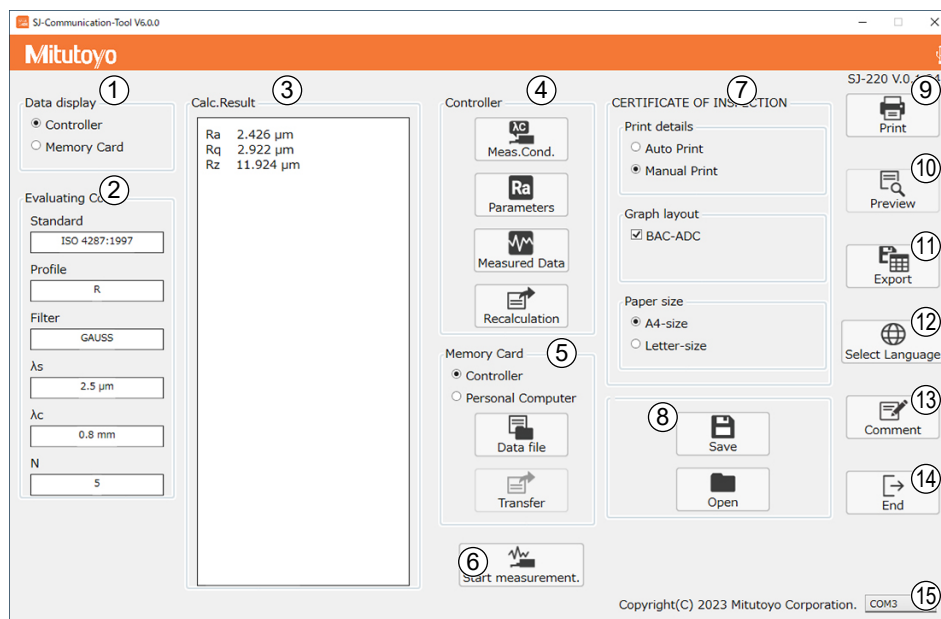 SJ-Communication-Tool V6.0.0
Mitutoyo
SJ-220 V.0.
①
Data display
Controller
Memory Card
②
Evaluating
Standard
ISO 4287:1997
Profile
R
Filter
GAUSS
λs
2.5 µm
λc
0.8 mm
N
5
③
Calc.Result
Ra 2.426 µm
Rq 2.922 µm
Rz 11.924 µm
④
Controller
λC
Meas.Cond.
Ra
Parameters
Measured Data
Recalculation
⑤
Memory Card
Controller
Personal Computer
Data file
Transfer
⑥
Start measurement.
⑦
CERTIFICATE OF INSPECTION
Print details
Auto Print
Manual Print
Graph layout
BAC-ADC
Paper size
A4-size
Letter-size
⑧
Save
Open
⑨
Print
⑩
Preview
⑪
Export
⑫
Select Language
⑬
Comment
⑭
End
Copyright(C) 2023 Mitutoyo Corporation.
COM3
⑮